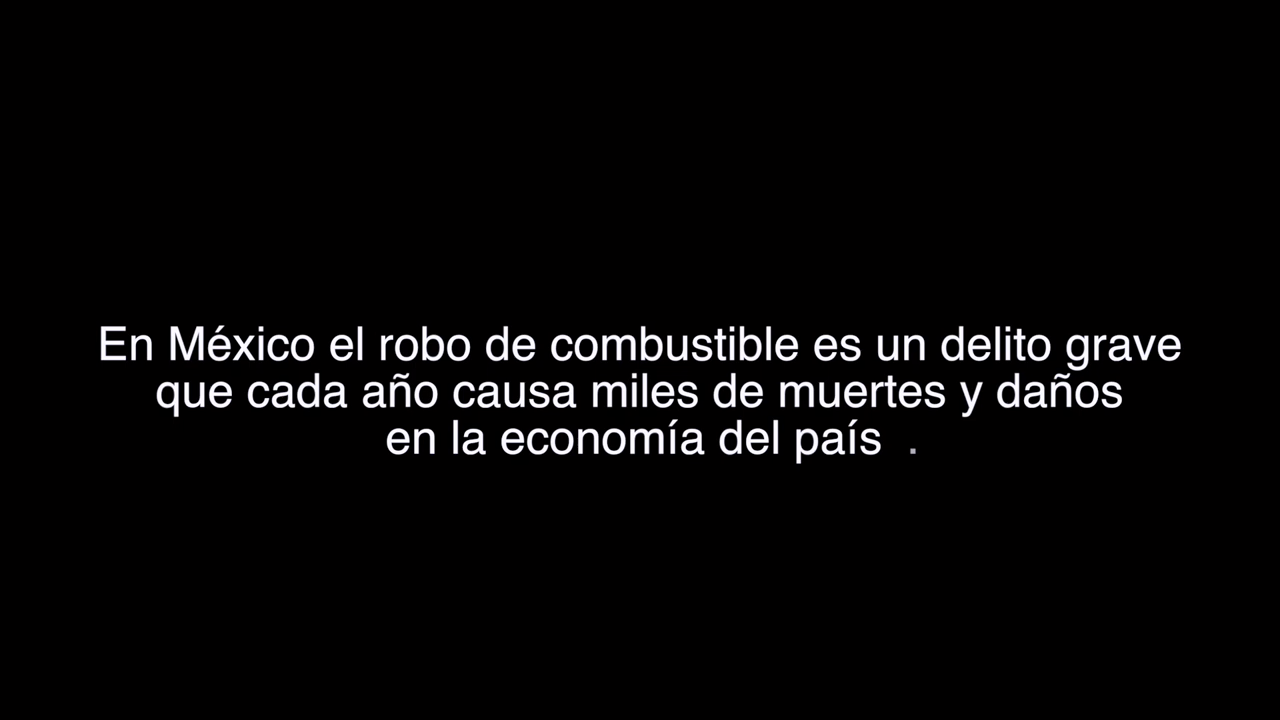 En México el robo de combustible es un delito grave
que cada año causa miles de muertes y daños
en la economía del país .